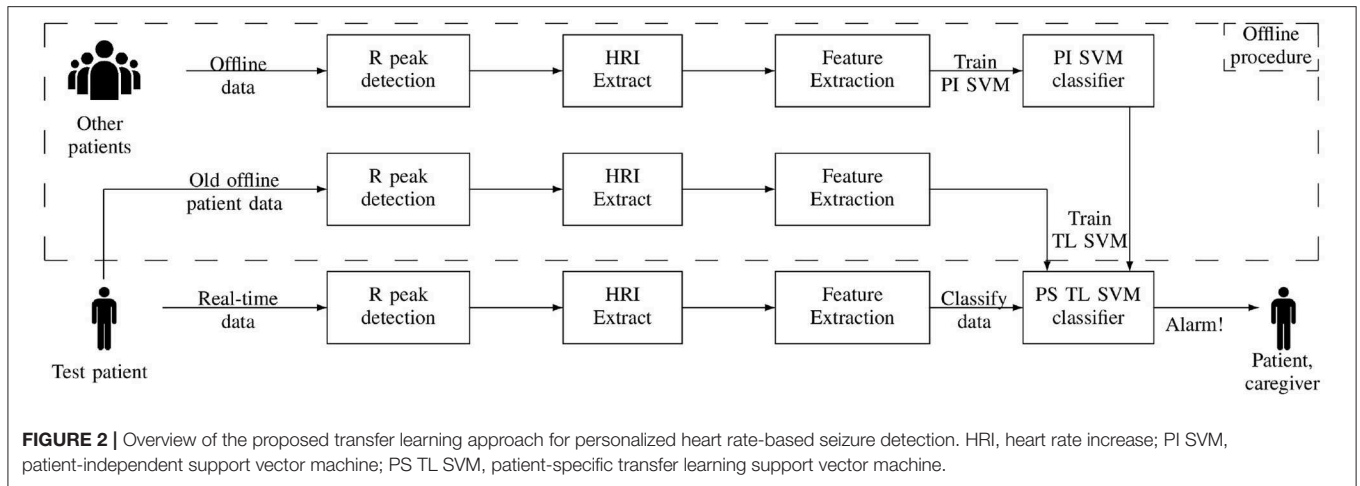 Offline
data
R peak
detection
HRI
Extract
Feature
Extraction
Train
PI SVM
PI SVM
classifier
Offline
procedure
Other
patients
Old offline
patient data
R peak
detection
HRI
Extract
Feature
Extraction
Train
TL SVM
Real-time
data
R peak
detection
HRI
Extract
Feature
Extraction
Classify
data
PS TL SVM
classifier
Alarm!
Test patient
Patient,
caregiver
FIGURE 2 | Overview of the proposed transfer learning approach for personalized heart rate-based seizure detection. HRI, heart rate increase; PI SVM,
patient-independent support vector machine; PS TL SVM, patient-specific transfer learning support vector machine.